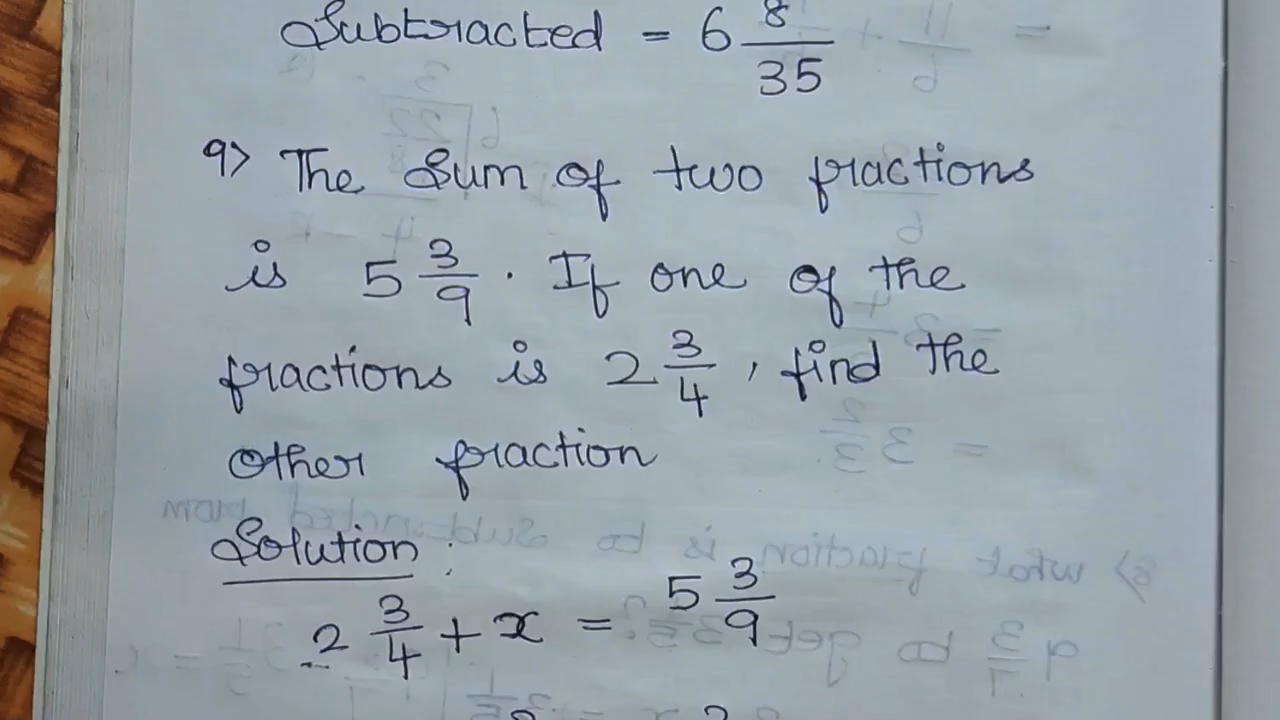 Subtracted = 6 8/35
9) The Sum of two fractions
is 5 3/9 . If one of the
fractions is 2 3/4 , find the
other fraction
Solution :
2 3/4 + x = 5 3/9